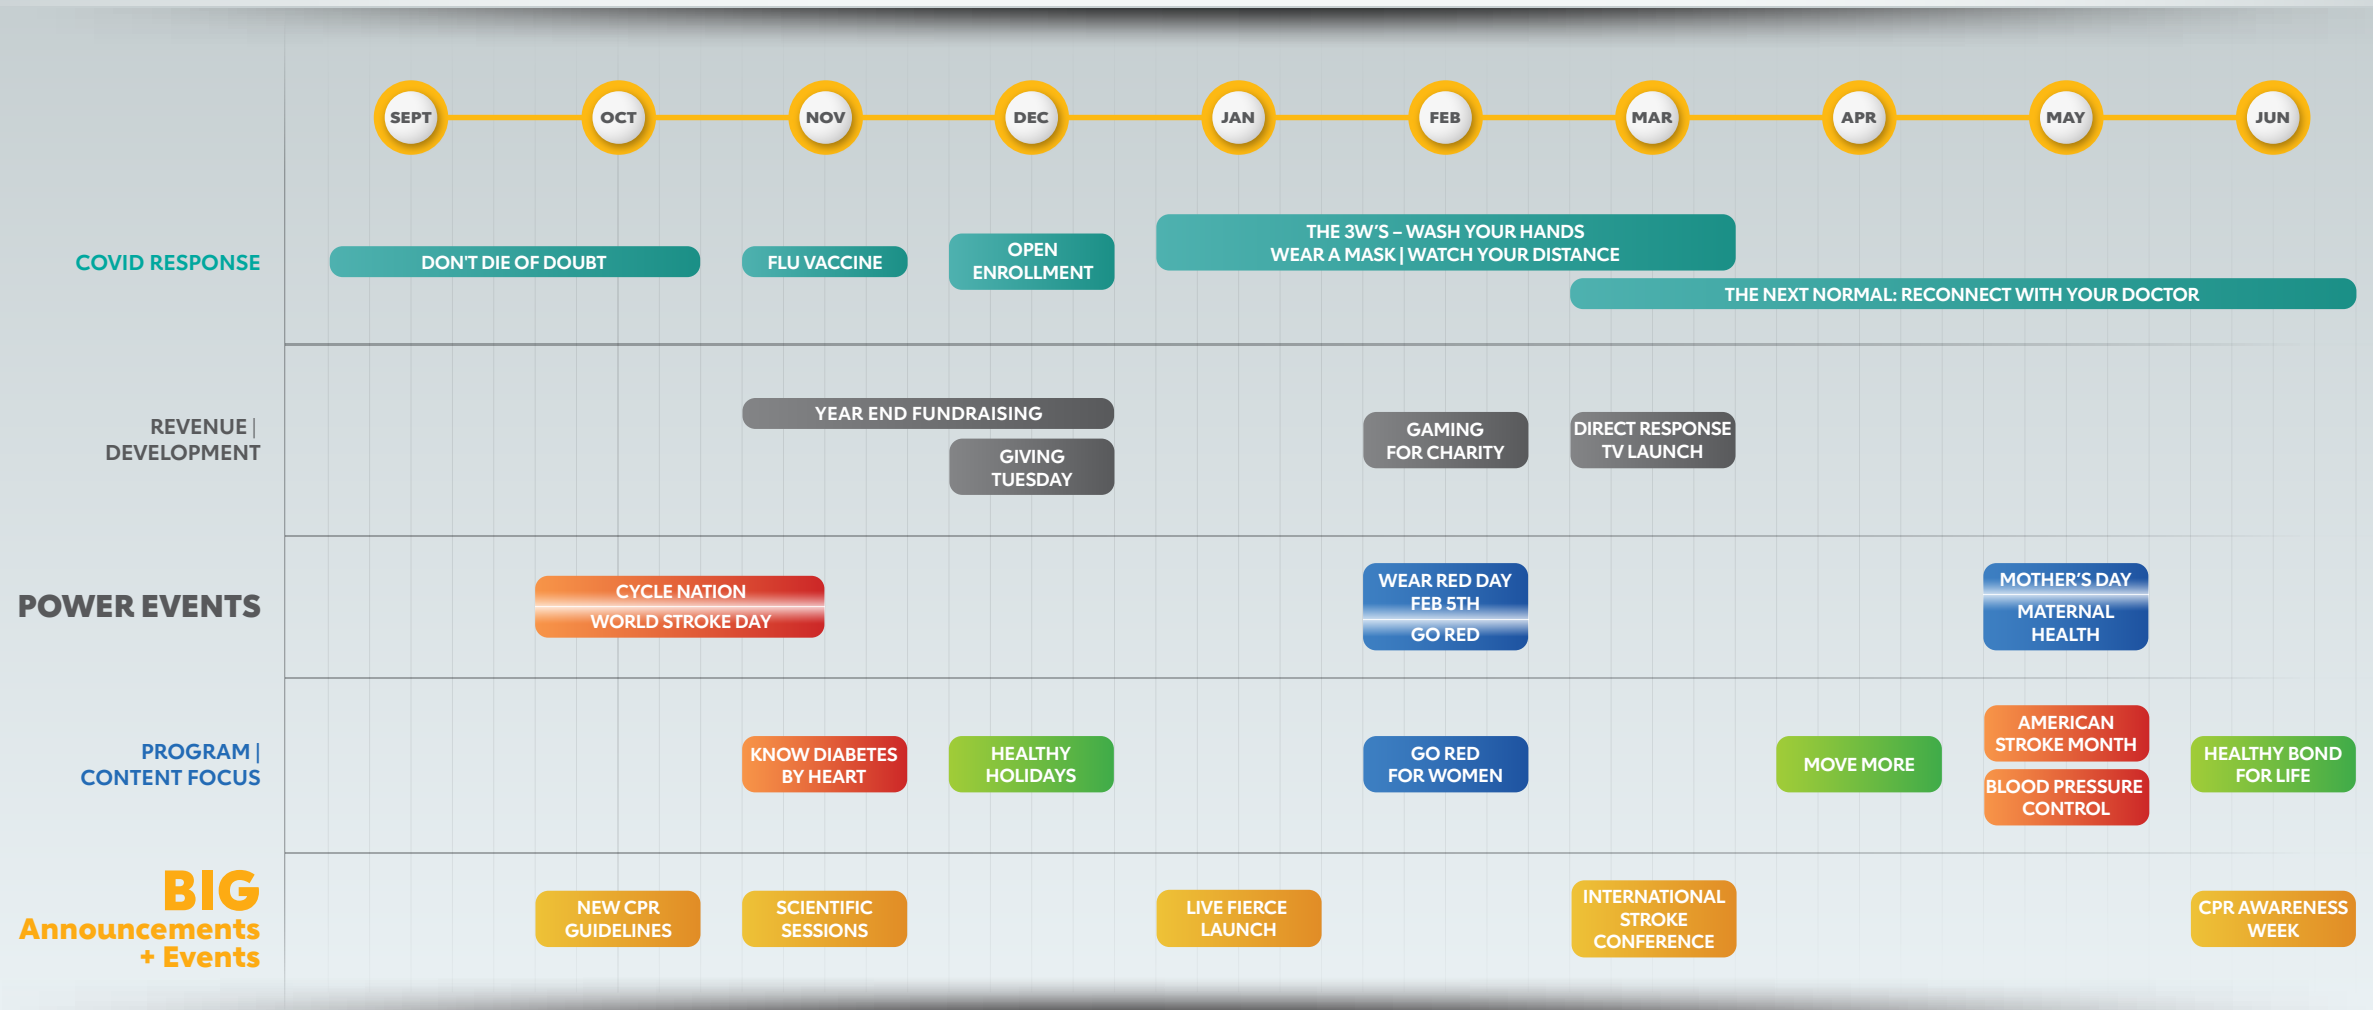 SEPT
OCT
NOV
DEC
JAN
FEB
MAR
APR
MAY
JUN
COVID RESPONSE
DON'T DIE OF DOUBT
FLU VACCINE
OPEN
ENROLLMENT
THE 3W'S – WASH YOUR HANDS
WEAR A MASK | WATCH YOUR DISTANCE
THE NEXT NORMAL: RECONNECT WITH YOUR DOCTOR
REVENUE |
DEVELOPMENT
YEAR END FUNDRAISING
GIVING
TUESDAY
GAMING
FOR CHARITY
DIRECT RESPONSE
TV LAUNCH
POWER EVENTS
CYCLE NATION
WORLD STROKE DAY
WEAR RED DAY
FEB 5TH
GO RED
MOTHER'S DAY
MATERNAL
HEALTH
PROGRAM |
CONTENT FOCUS
KNOW DIABETES
BY HEART
HEALTHY
HOLIDAYS
GO RED
FOR WOMEN
MOVE MORE
AMERICAN
STROKE MONTH
BLOOD PRESSURE
CONTROL
HEALTHY BOND
FOR LIFE
BIG
Announcements
+ Events
NEW CPR
GUIDELINES
SCIENTIFIC
SESSIONS
LIVE FIERCE
LAUNCH
INTERNATIONAL
STROKE
CONFERENCE
CPR AWARENESS
WEEK